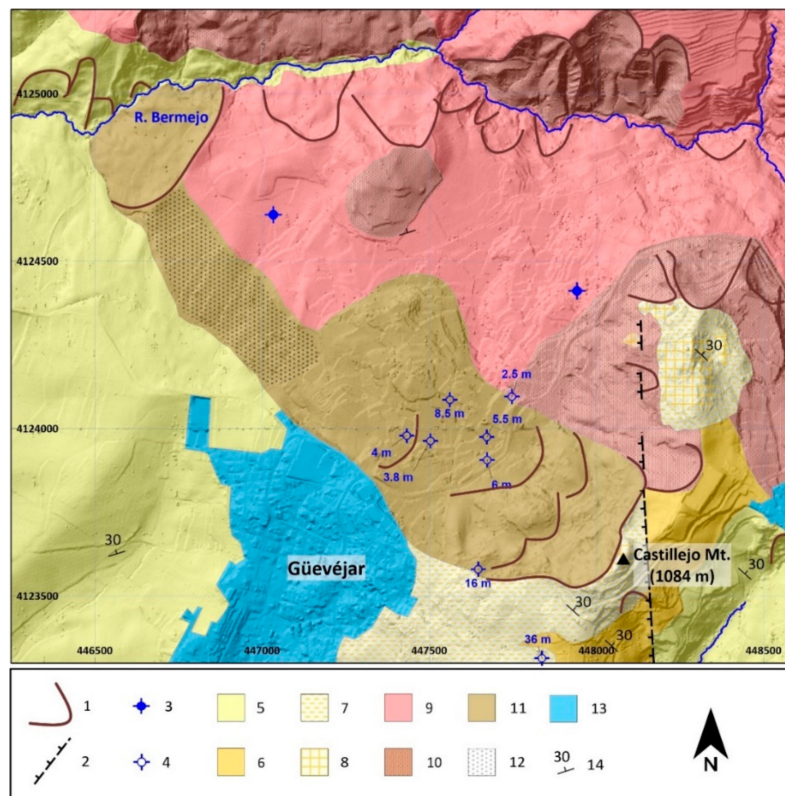 4125000
R. Bermejo
4124500
30
2.5 m
8.5 m
5.5 m
4124000
4 m
3.8 m
6 m
30
Güevéjar
Castillejo Mt.
(1084 m)
16 m
30
30
4123500
30
36 m
446500
447000
447500
448000
448500
1 3 5 7 9 11 13
2 4 6 8 10 12 30 14
N